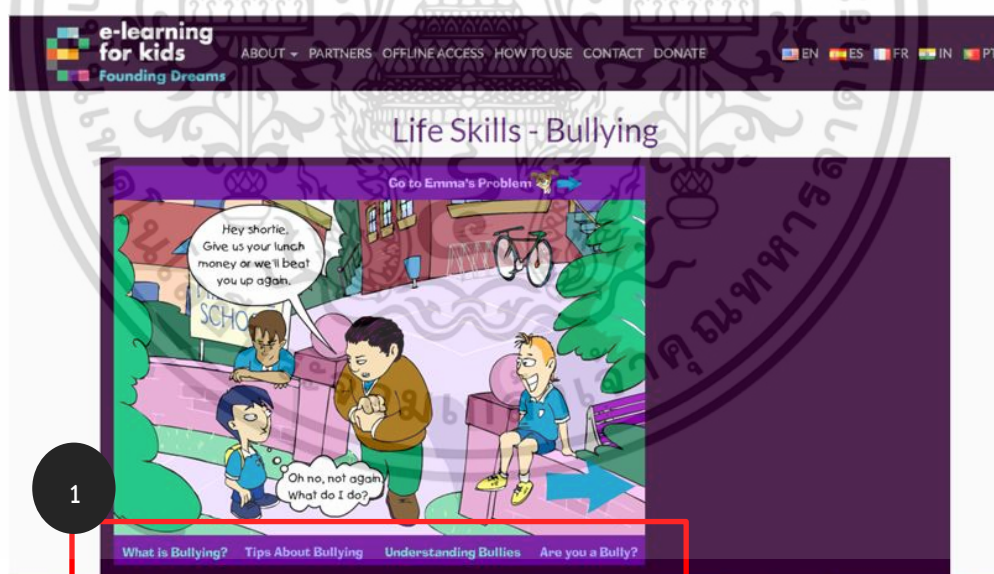 e-learning
for kids
Founding Dreams
ABOUT PARTNERS OFFLINE ACCESS HOW TO USE CONTACT DONATE
EN ES FR IN PT
Life Skills - Bullying
Go to Emma's Problem
Hey shortie.
Give us your lunch
money or we'll beat
you up again.
SCHO
Oh no, not again.
What do I do?
1
What is Bullying? Tips About Bullying Understanding Bullies Are you a Bully?